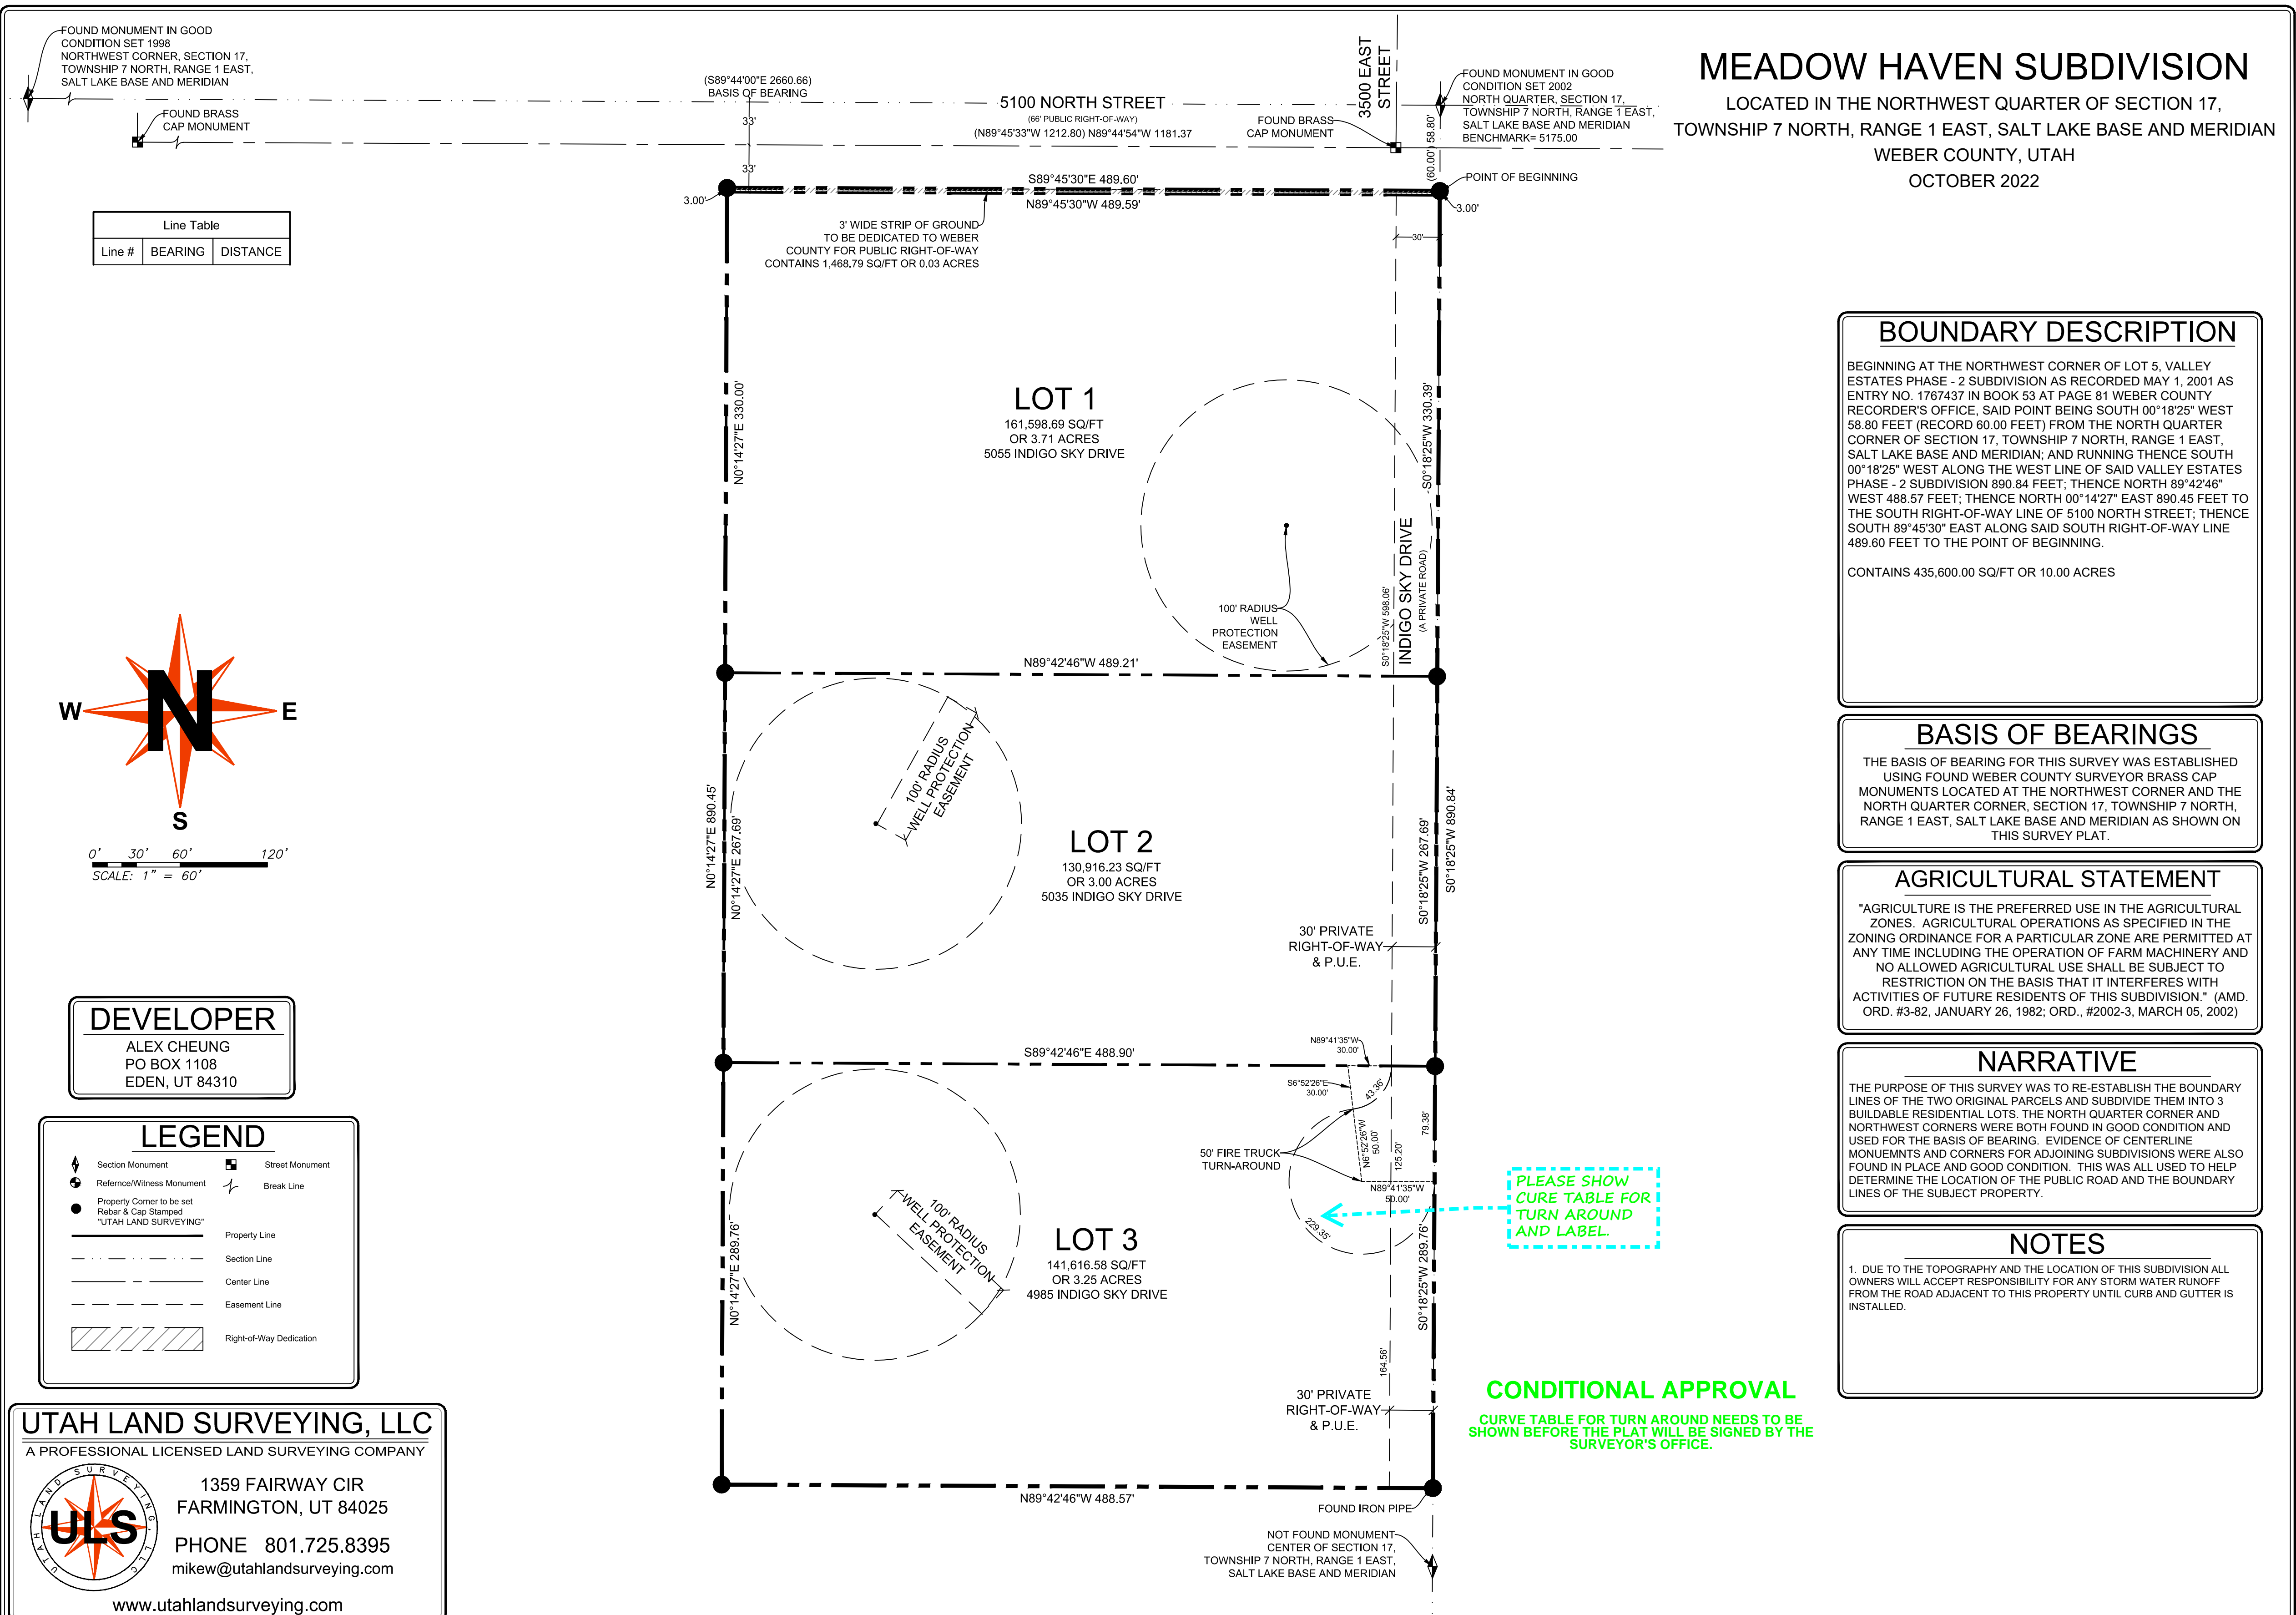 FOUND MONUMENT IN GOOD
CONDITION SET 1998
NORTHWEST CORNER, SECTION 17,
TOWNSHIP 7 NORTH, RANGE 1 EAST,
SALT LAKE BASE AND MERIDIAN
FOUND BRASS
CAP MONUMENT
(S89°44'00"E 2660.66)
BASIS OF BEARING
33'
33'
5100 NORTH STREET
(66' PUBLIC RIGHT-OF-WAY)
(N89°45'33"W 1212.80) N89°44'54"W 1181.37
3500 EAST
STREET
FOUND BRASS
CAP MONUMENT
FOUND MONUMENT IN GOOD
CONDITION SET 2002
NORTH QUARTER, SECTION 17,
TOWNSHIP 7 NORTH, RANGE 1 EAST,
SALT LAKE BASE AND MERIDIAN
BENCHMARK= 5175.00
(60.00') 58.80'
MEADOW HAVEN SUBDIVISION
LOCATED IN THE NORTHWEST QUARTER OF SECTION 17,
TOWNSHIP 7 NORTH, RANGE 1 EAST, SALT LAKE BASE AND MERIDIAN
WEBER COUNTY, UTAH
OCTOBER 2022
S89°45'30"E 489.60'
N89°45'30"W 489.59'
POINT OF BEGINNING
3.00'
3.00'
30'
3' WIDE STRIP OF GROUND
TO BE DEDICATED TO WEBER
COUNTY FOR PUBLIC RIGHT-OF-WAY
CONTAINS 1,468.79 SQ/FT OR 0.03 ACRES
Line Table
Line # BEARING DISTANCE
LOT 1
161,598.69 SQ/FT
OR 3.71 ACRES
5055 INDIGO SKY DRIVE
N0°14'27"E 330.00'
S0°18'25"W 330.39'
INDIGO SKY DRIVE
(A PRIVATE ROAD)
S0°18'25"W 598.06'
100' RADIUS
WELL
PROTECTION
EASEMENT
N89°42'46"W 489.21'
100' RADIUS
WELL PROTECTION
EASEMENT
LOT 2
130,916.23 SQ/FT
OR 3.00 ACRES
5035 INDIGO SKY DRIVE
N0°14'27"E 890.45'
N0°14'27"E 267.69'
S0°18'25"W 267.69'
S0°18'25"W 890.84'
30' PRIVATE
RIGHT-OF-WAY
& P.U.E.
S89°42'46"E 488.90'
N89°41'35"W
30.00'
S6°52'26"E
30.00'
43.36'
79.38'
N6°52'26"W
50.00'
125.20'
50' FIRE TRUCK
TURN-AROUND
N89°41'35"W
50.00'
229.35'
100' RADIUS
WELL PROTECTION
EASEMENT
LOT 3
141,616.58 SQ/FT
OR 3.25 ACRES
4985 INDIGO SKY DRIVE
N0°14'27"E 289.76'
S0°18'25"W 289.76'
164.56'
30' PRIVATE
RIGHT-OF-WAY
& P.U.E.
N89°42'46"W 488.57'
FOUND IRON PIPE
NOT FOUND MONUMENT
CENTER OF SECTION 17,
TOWNSHIP 7 NORTH, RANGE 1 EAST,
SALT LAKE BASE AND MERIDIAN
PLEASE SHOW
CURE TABLE FOR
TURN AROUND
AND LABEL.
CONDITIONAL APPROVAL
CURVE TABLE FOR TURN AROUND NEEDS TO BE
SHOWN BEFORE THE PLAT WILL BE SIGNED BY THE
SURVEYOR'S OFFICE.
W
N
E
S
0' 30' 60' 120'
SCALE: 1" = 60'
DEVELOPER
ALEX CHEUNG
PO BOX 1108
EDEN, UT 84310
LEGEND
Section Monument
Street Monument
Refernce/Witness Monument
Break Line
Property Corner to be set
Rebar & Cap Stamped
"UTAH LAND SURVEYING"
Property Line
Section Line
Center Line
Easement Line
Right-of-Way Dedication
UTAH LAND SURVEYING, LLC
A PROFESSIONAL LICENSED LAND SURVEYING COMPANY
UTAH LAND SURVEYING, LLC
ULS
1359 FAIRWAY CIR
FARMINGTON, UT 84025
PHONE 801.725.8395
mikew@utahlandsurveying.com
www.utahlandsurveying.com
BOUNDARY DESCRIPTION
BEGINNING AT THE NORTHWEST CORNER OF LOT 5, VALLEY
ESTATES PHASE - 2 SUBDIVISION AS RECORDED MAY 1, 2001 AS
ENTRY NO. 1767437 IN BOOK 53 AT PAGE 81 WEBER COUNTY
RECORDER'S OFFICE, SAID POINT BEING SOUTH 00°18'25" WEST
58.80 FEET (RECORD 60.00 FEET) FROM THE NORTH QUARTER
CORNER OF SECTION 17, TOWNSHIP 7 NORTH, RANGE 1 EAST,
SALT LAKE BASE AND MERIDIAN; AND RUNNING THENCE SOUTH
00°18'25" WEST ALONG THE WEST LINE OF SAID VALLEY ESTATES
PHASE - 2 SUBDIVISION 890.84 FEET; THENCE NORTH 89°42'46"
WEST 488.57 FEET; THENCE NORTH 00°14'27" EAST 890.45 FEET TO
THE SOUTH RIGHT-OF-WAY LINE OF 5100 NORTH STREET; THENCE
SOUTH 89°45'30" EAST ALONG SAID SOUTH RIGHT-OF-WAY LINE
489.60 FEET TO THE POINT OF BEGINNING.
CONTAINS 435,600.00 SQ/FT OR 10.00 ACRES
BASIS OF BEARINGS
THE BASIS OF BEARING FOR THIS SURVEY WAS ESTABLISHED
USING FOUND WEBER COUNTY SURVEYOR BRASS CAP
MONUMENTS LOCATED AT THE NORTHWEST CORNER AND THE
NORTH QUARTER CORNER, SECTION 17, TOWNSHIP 7 NORTH,
RANGE 1 EAST, SALT LAKE BASE AND MERIDIAN AS SHOWN ON
THIS SURVEY PLAT.
AGRICULTURAL STATEMENT
"AGRICULTURE IS THE PREFERRED USE IN THE AGRICULTURAL
ZONES. AGRICULTURAL OPERATIONS AS SPECIFIED IN THE
ZONING ORDINANCE FOR A PARTICULAR ZONE ARE PERMITTED AT
ANY TIME INCLUDING THE OPERATION OF FARM MACHINERY AND
NO ALLOWED AGRICULTURAL USE SHALL BE SUBJECT TO
RESTRICTION ON THE BASIS THAT IT INTERFERES WITH
ACTIVITIES OF FUTURE RESIDENTS OF THIS SUBDIVISION." (AMD.
ORD. #3-82, JANUARY 26, 1982; ORD., #2002-3, MARCH 05, 2002)
NARRATIVE
THE PURPOSE OF THIS SURVEY WAS TO RE-ESTABLISH THE BOUNDARY
LINES OF THE TWO ORIGINAL PARCELS AND SUBDIVIDE THEM INTO 3
BUILDABLE RESIDENTIAL LOTS. THE NORTH QUARTER CORNER AND
NORTHWEST CORNERS WERE BOTH FOUND IN GOOD CONDITION AND
USED FOR THE BASIS OF BEARING. EVIDENCE OF CENTERLINE
MONUEMNTS AND CORNERS FOR ADJOINING SUBDIVISIONS WERE ALSO
FOUND IN PLACE AND GOOD CONDITION. THIS WAS ALL USED TO HELP
DETERMINE THE LOCATION OF THE PUBLIC ROAD AND THE BOUNDARY
LINES OF THE SUBJECT PROPERTY.
NOTES
1. DUE TO THE TOPOGRAPHY AND THE LOCATION OF THIS SUBDIVISION ALL
OWNERS WILL ACCEPT RESPONSIBILITY FOR ANY STORM WATER RUNOFF
FROM THE ROAD ADJACENT TO THIS PROPERTY UNTIL CURB AND GUTTER IS
INSTALLED.